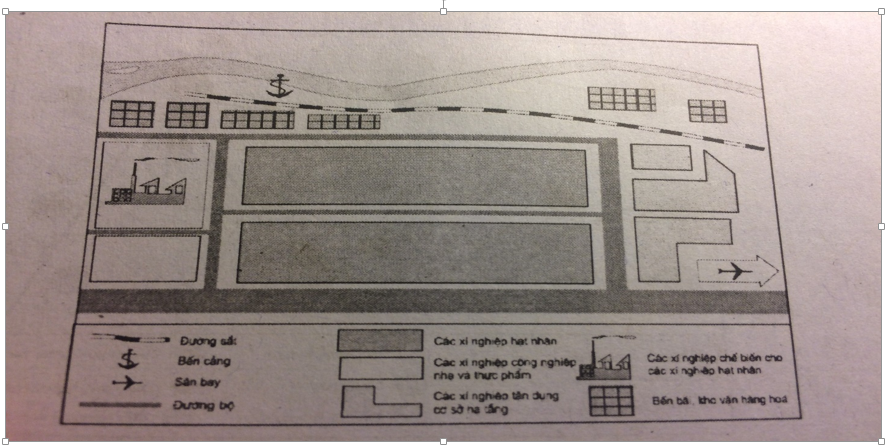 Đường sắt
Bến cảng
Sân bay
Đường bộ
Các xí nghiệp hạt nhân
Các xí nghiệp công nghiệp
nhẹ và thực phẩm
Các xí nghiệp tận dụng
cơ sở hạ tầng
Các xí nghiệp chế biến cho
các xí nghiệp hạt nhân
Bến bãi, kho vận hàng hoá